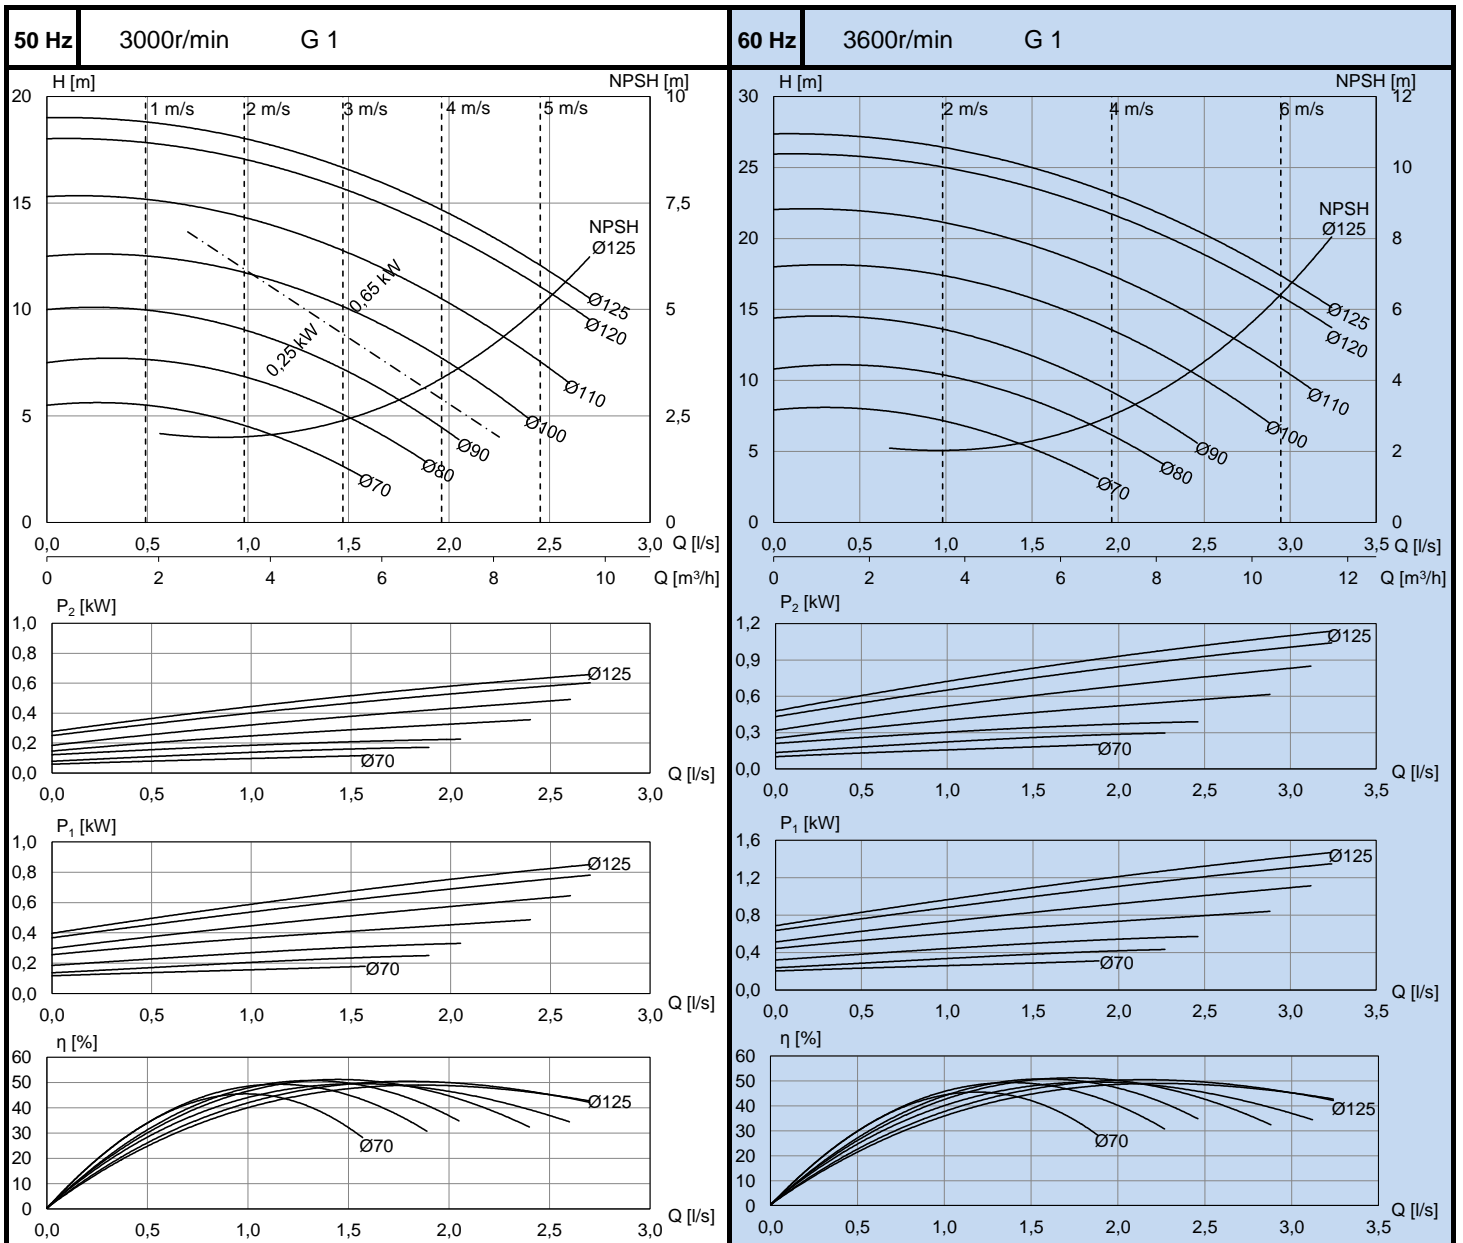 50 Hz 3000r/min G 1
H [m] NPSH [m]
20 10
1 m/s 2 m/s 3 m/s 4 m/s 5 m/s
15 7,5
NPSH
Ø125
10 5
0,65 kW
0,25 kW
Ø125
Ø120
Ø110
Ø100
Ø90
Ø80
Ø70
5 2,5
0 0
0,0 0,5 1,0 1,5 2,0 2,5 3,0 Q [l/s]
0 2 4 6 8 10 Q [m³/h]
P₂ [kW]
1,0
0,8
0,6
0,4
0,2
0,0
Ø125
Ø70
Q [l/s]
0,0 0,5 1,0 1,5 2,0 2,5 3,0
P₁ [kW]
1,0
0,8
0,6
0,4
0,2
0,0
Ø125
Ø70
Q [l/s]
0,0 0,5 1,0 1,5 2,0 2,5 3,0
η [%]
60
50
40
30
20
10
0
Ø125
Ø70
Q [l/s]
0,0 0,5 1,0 1,5 2,0 2,5 3,0
60 Hz 3600r/min G 1
H [m] NPSH [m]
30 12
2 m/s 4 m/s 6 m/s
25 10
NPSH
Ø125
20 8
15 6
Ø125
Ø120
Ø110
Ø100
Ø90
Ø80
Ø70
10 4
5 2
0 0
0,0 0,5 1,0 1,5 2,0 2,5 3,0 3,5 Q [l/s]
0 2 4 6 8 10 12 Q [m³/h]
P₂ [kW]
1,2
0,9
0,6
0,3
0,0
Ø125
Ø70
Q [l/s]
0,0 0,5 1,0 1,5 2,0 2,5 3,0 3,5
P₁ [kW]
1,6
1,2
0,8
0,4
0,0
Ø125
Ø70
Q [l/s]
0,0 0,5 1,0 1,5 2,0 2,5 3,0 3,5
η [%]
60
50
40
30
20
10
0
Ø125
Ø70
Q [l/s]
0,0 0,5 1,0 1,5 2,0 2,5 3,0 3,5